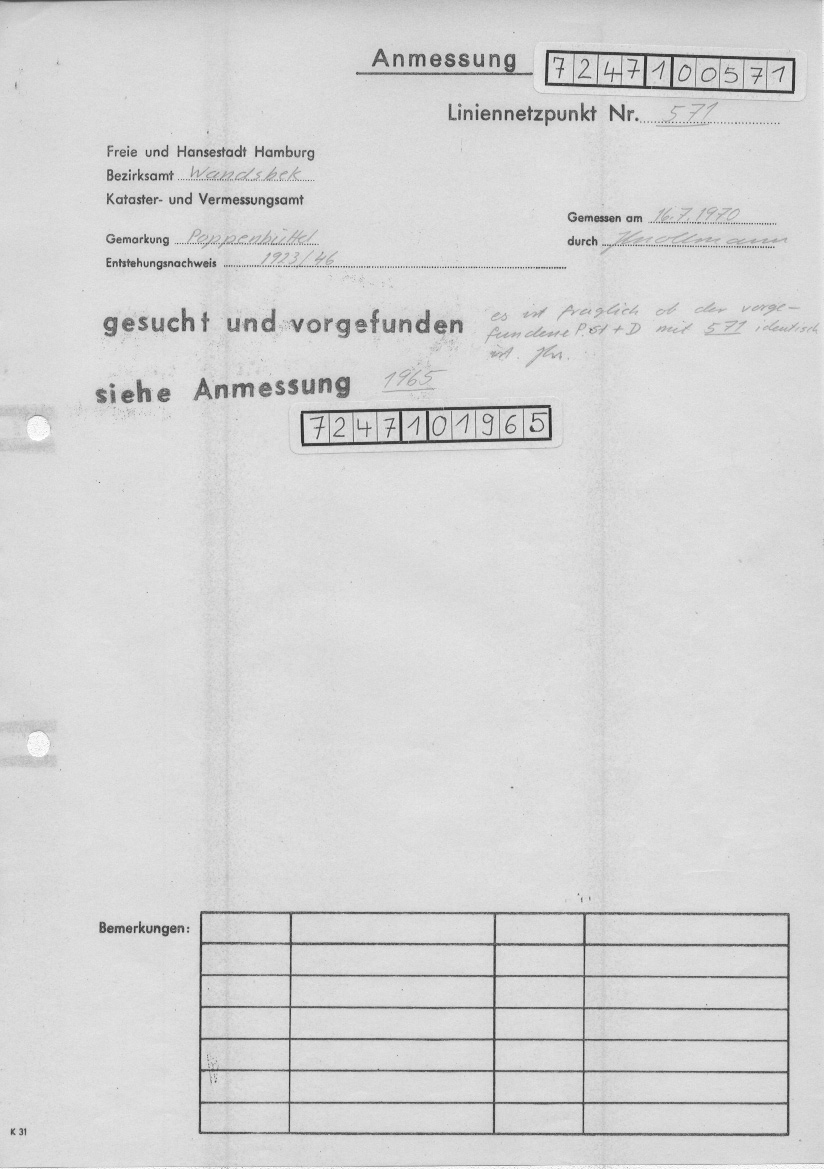 Anmessung 7247100571
Liniennetzpunkt Nr. 571
Freie und Hansestadt Hamburg
Bezirksamt Wandsbek
Kataster- und Vermessungsamt
Gemessen am 16.7.1970
Gemarkung Poppenbüttel
durch
Entstehungsnachweis 1923/46
gesucht und vorgefunden
es ist fraglich ob der vorge-
fundene P. st + D mit 571 identisch
ist.
siehe Anmessung 1965
7247101965
Bemerkungen:
K 31